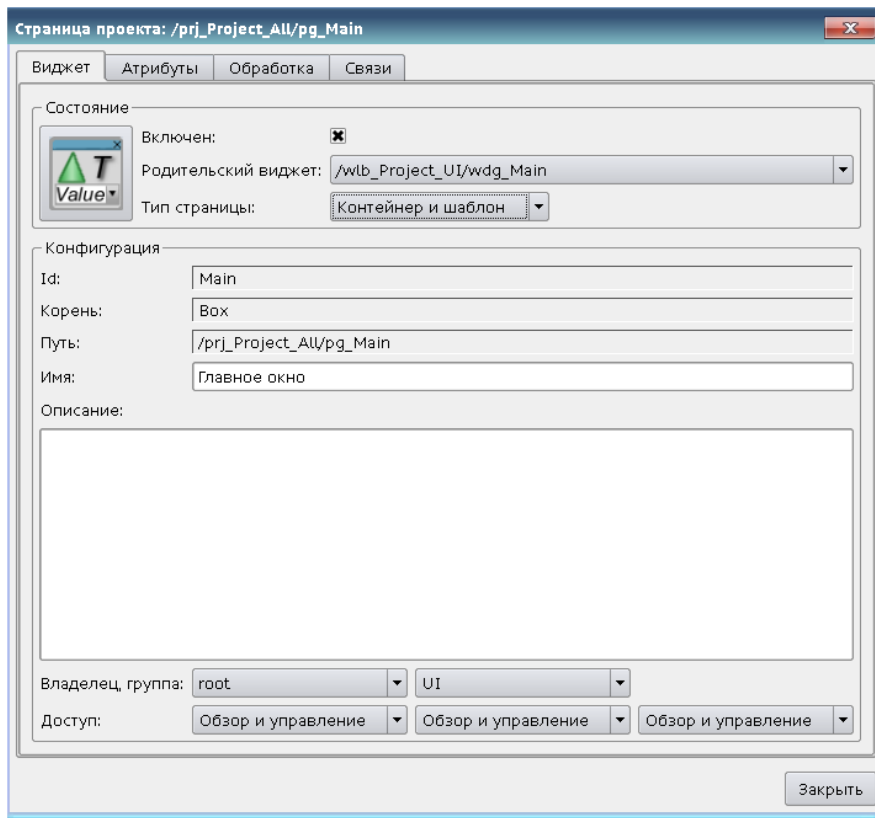 Страница проекта: /prj_Project_All/pg_Main
Виджет Атрибуты Обработка Связи
Состояние
Включен:
Родительский виджет: /wlb_Project_UI/wdg_Main
Тип страницы: Контейнер и шаблон
T
Value
Конфигурация
Id: Main
Корень: Box
Путь: /prj_Project_All/pg_Main
Имя: Главное окно
Описание:
Владелец, группа: root UI
Доступ: Обзор и управление Обзор и управление Обзор и управление
Закрыть